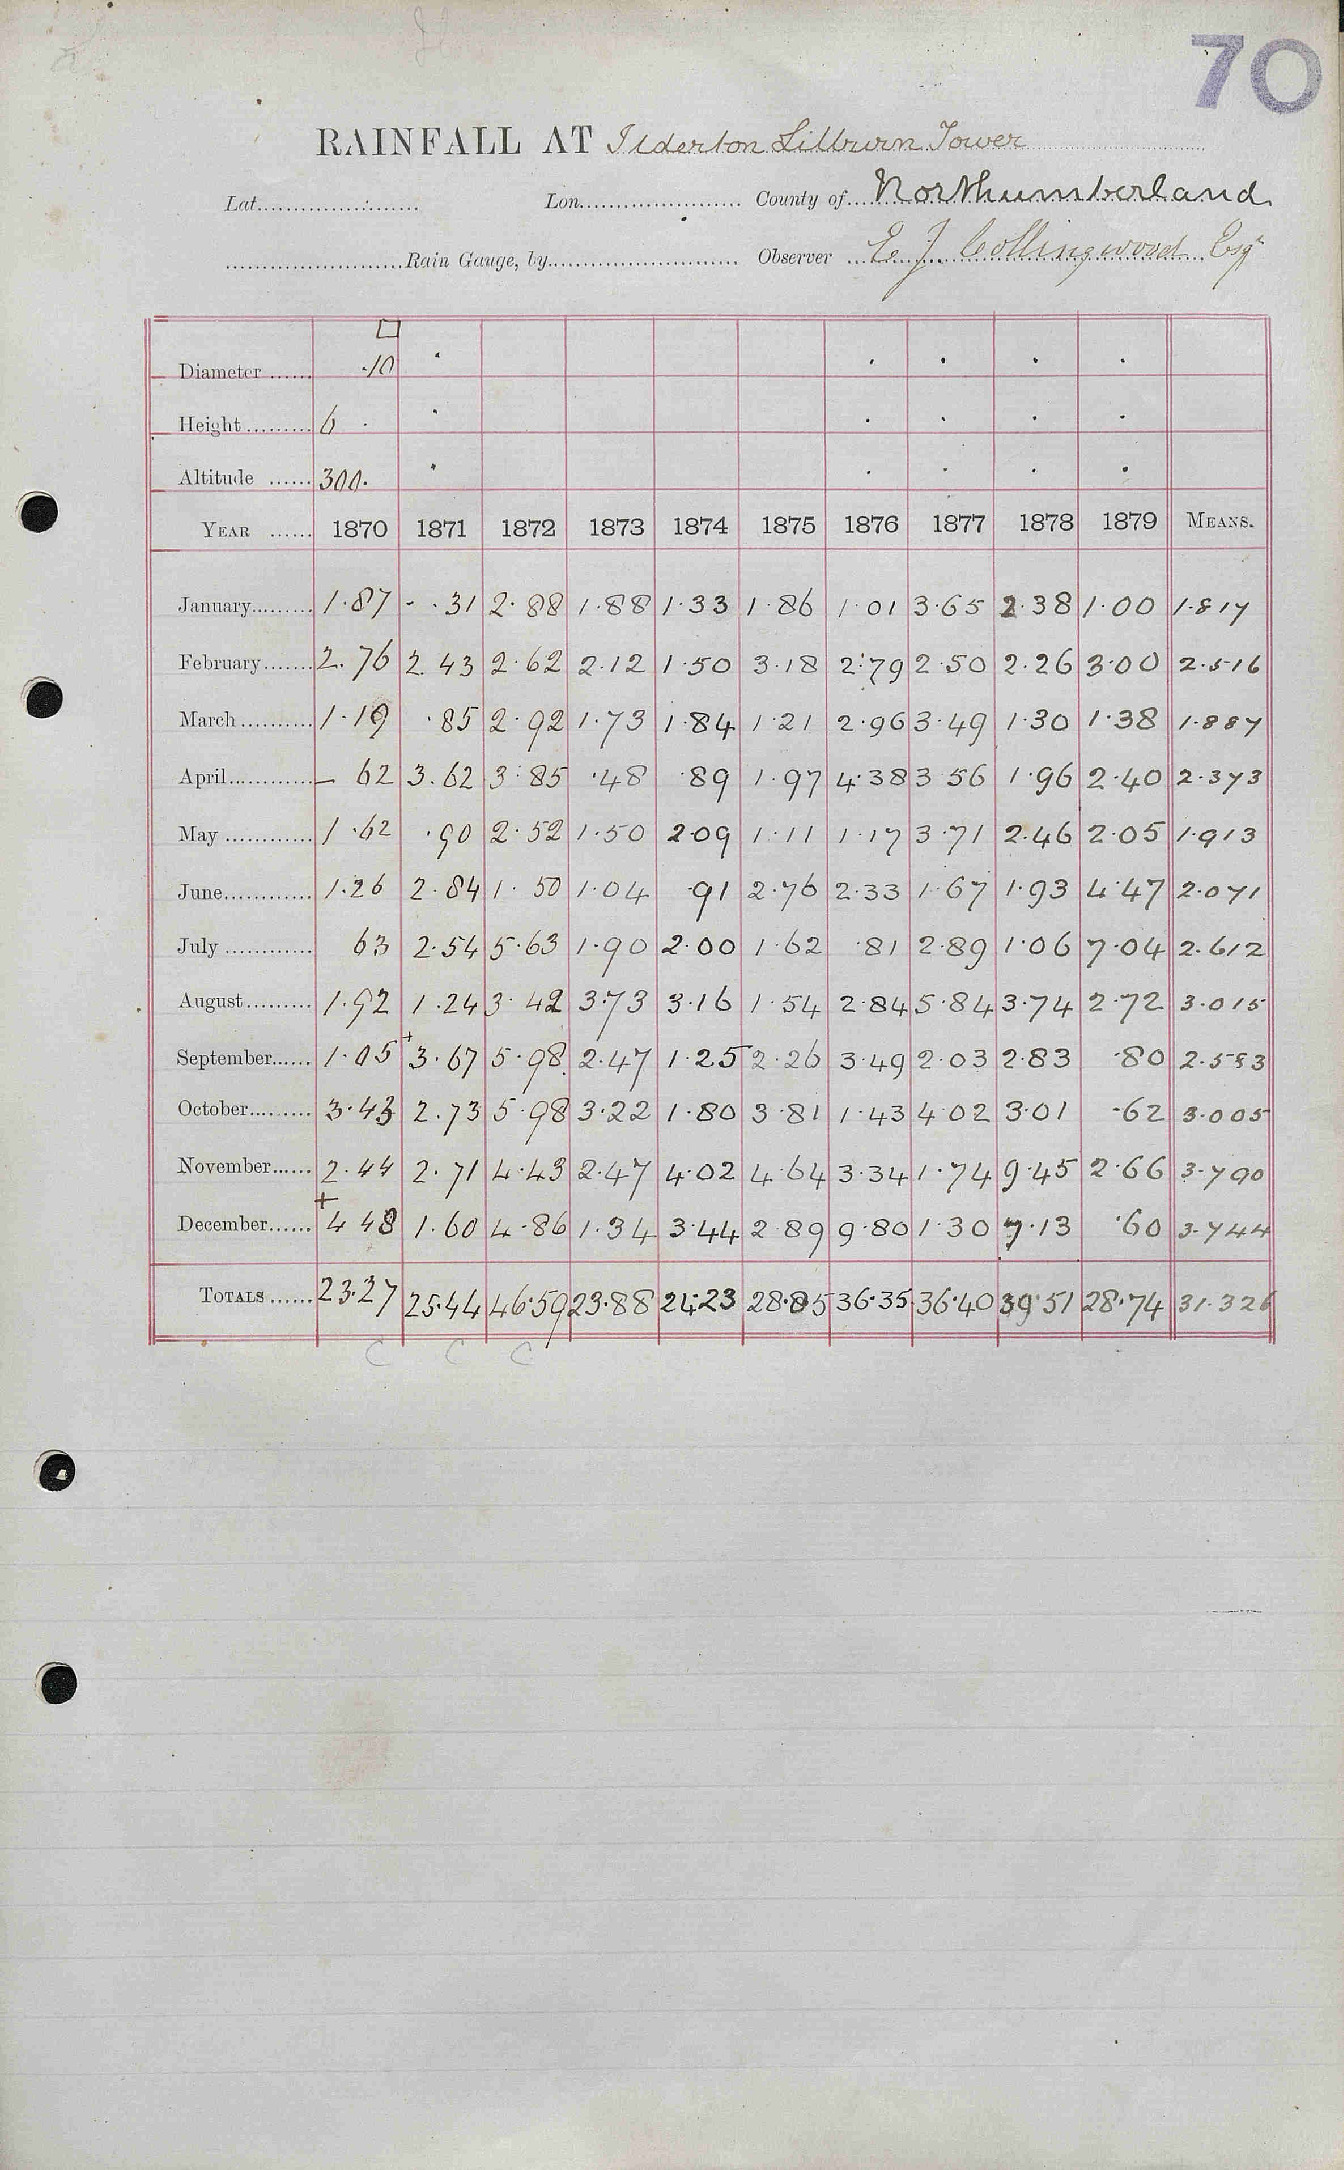 70
RAINFALL AT Ilderton Lilburn Tower
Lat. Lon. County of Northumberland
Rain Gauge, by Observer E J Collingwood Esqr
Diameter ...... ·10
Height ......... 6 ·
Altitude ...... 300·
YEAR ...... 1870 1871 1872 1873 1874 1875 1876 1877 1878 1879 MEANS.
January......... 1·87 - ·31 2·88 1·88 1·33 1·86 1·01 3·65 2·38 1·00 1·817
February....... 2·76 2·43 2·62 2·12 1·50 3·18 2·79 2·50 2·26 3·00 2·516
March.......... 1·19 ·85 2·92 1·73 1·84 1·21 2·96 3·49 1·30 1·38 1·887
April............ – 62 3·62 3·85 ·48 ·89 1·97 4·38 3·56 1·96 2·40 2·373
May ............. 1·62 ·90 2·52 1·50 2·09 1·11 1·17 3·71 2·46 2·05 1·913
June............. 1·26 2·84 1·50 1·04 ·91 2·76 2·33 1·67 1·93 4·47 2·071
July ............. 63 2·54 5·63 1·90 2·00 1·62 ·81 2·89 1·06 7·04 2·612
August.......... 1·92 1·24 3·42 3·73 3·16 1·54 2·84 5·84 3·74 2·72 3·015
September...... 1·05 + 3·67 5·98 2·47 1·25 2·26 3·49 2·03 2·83 ·80 2·583
October......... 3·43 2·73 5·98 3·22 1·80 3·81 1·43 4·02 3·01 ·62 3·005
November...... 2·44 2·71 4·43 2·47 4·02 4·64 3·34 1·74 9·45 2·66 3·790
December...... + 4·48 1·60 4·86 1·34 3·44 2·89 9·80 1·30 7·13 ·60 3·744
TOTALS ...... 23·27 25·44 46·59 23·88 24·23 28·85 36·35 36·40 39·51 28·74 31·326
C C C